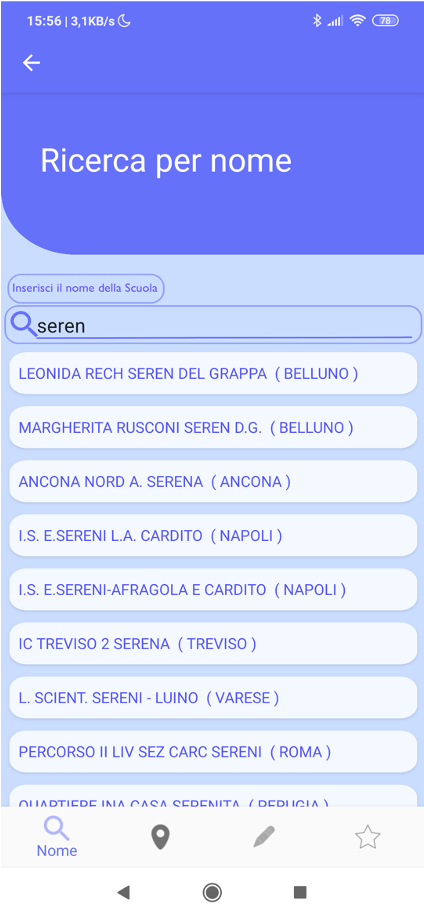 15:56 | 3,1KB/s
78
Ricerca per nome
Inserisci il nome della Scuola
seren
LEONIDA RECH SEREN DEL GRAPPA ( BELLUNO )
MARGHERITA RUSCONI SEREN D.G. ( BELLUNO )
ANCONA NORD A. SERENA ( ANCONA )
I.S. E.SERENI L.A. CARDITO ( NAPOLI )
I.S. E.SERENI-AFRAGOLA E CARDITO ( NAPOLI )
IC TREVISO 2 SERENA ( TREVISO )
L. SCIENT. SERENI - LUINO ( VARESE )
PERCORSO II LIV SEZ CARC SERENI ( ROMA )
QUARTIERE INA CASA SERENITA ( PERUGIA )
Nome